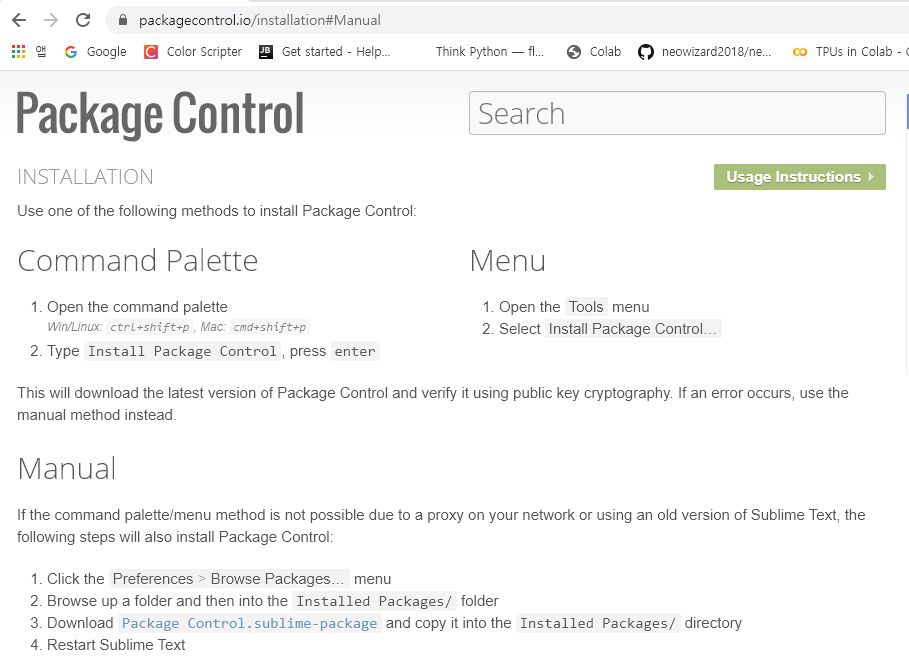 packagecontrol.io/installation#Manual
앱 Google Color Scripter Get started - Help... Think Python — fl... Colab neowizard2018/ne... TPUs in Colab -
Package Control
Search
INSTALLATION
Usage Instructions
Use one of the following methods to install Package Control:
Command Palette
1. Open the command palette
Win/Linux: ctrl+shift+p, Mac: cmd+shift+p
2. Type Install Package Control, press enter
Menu
1. Open the Tools menu
2. Select Install Package Control...
This will download the latest version of Package Control and verify it using public key cryptography. If an error occurs, use the
manual method instead.
Manual
If the command palette/menu method is not possible due to a proxy on your network or using an old version of Sublime Text, the
following steps will also install Package Control:
1. Click the Preferences > Browse Packages... menu
2. Browse up a folder and then into the Installed Packages/ folder
3. Download Package Control.sublime-package and copy it into the Installed Packages/ directory
4. Restart Sublime Text